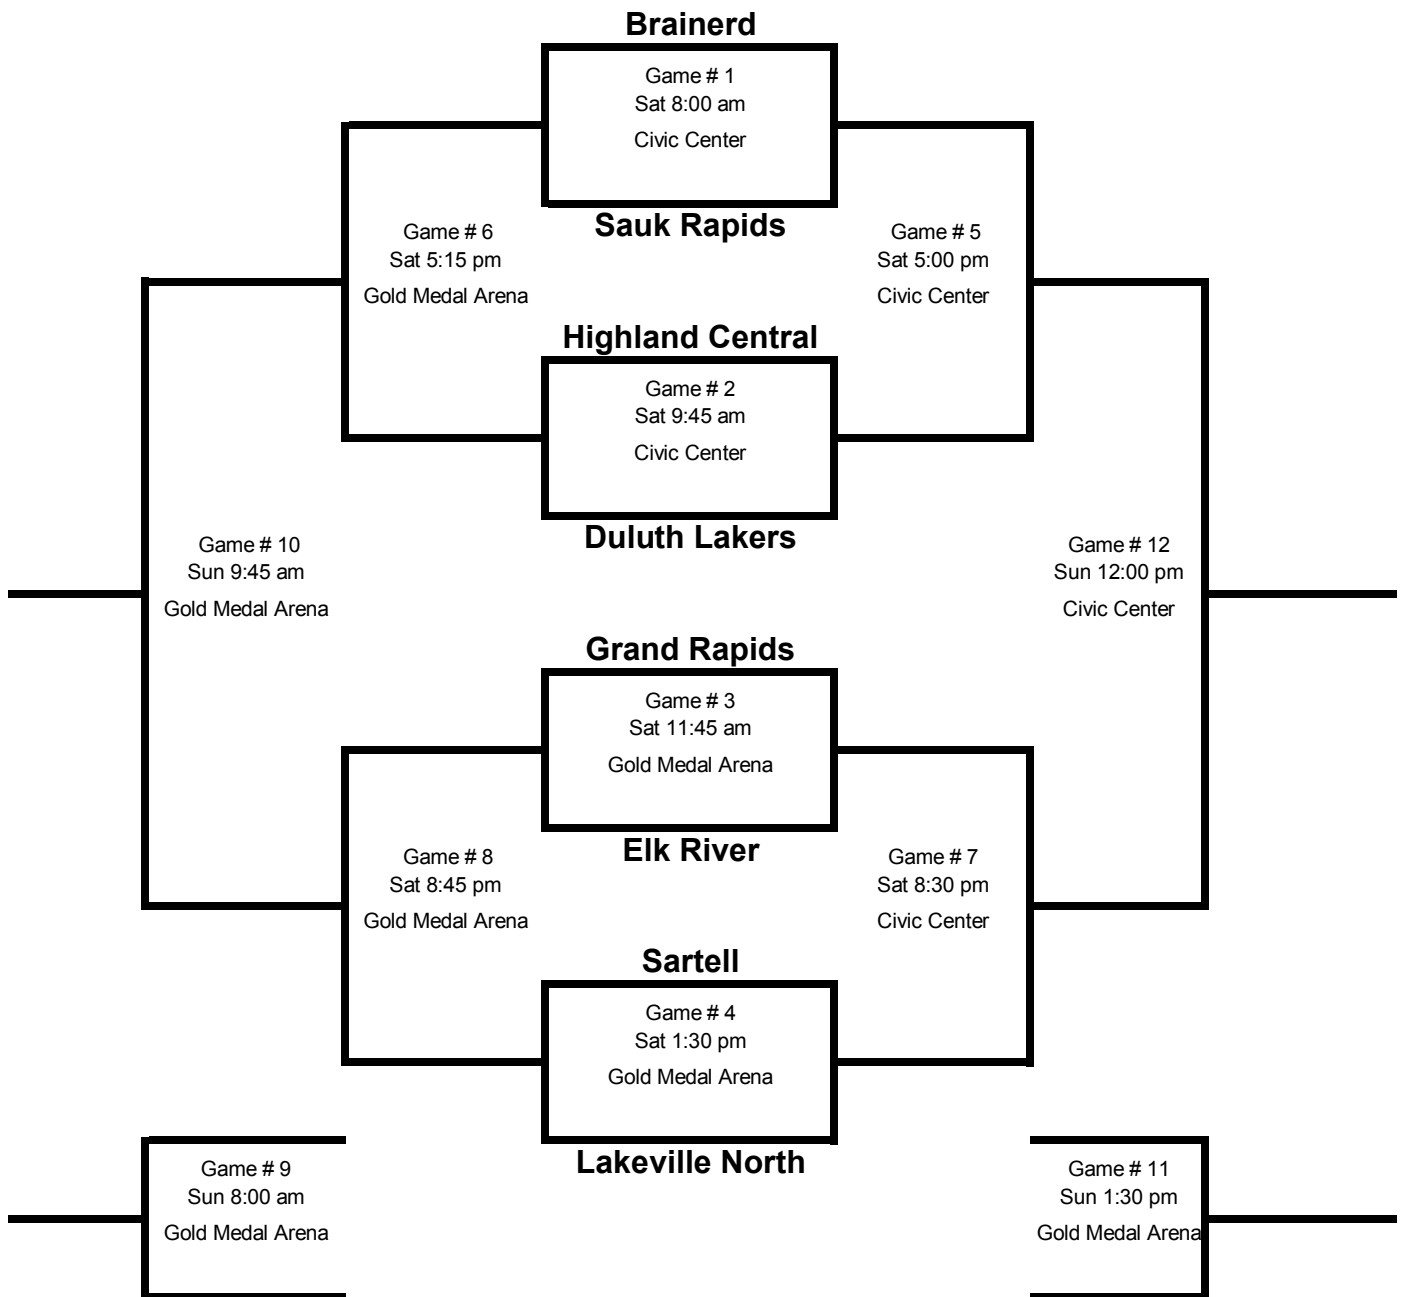 Brainerd
Game # 1
Sat 8:00 am
Civic Center
Sauk Rapids
Game # 6
Sat 5:15 pm
Gold Medal Arena
Game # 5
Sat 5:00 pm
Civic Center
Highland Central
Game # 2
Sat 9:45 am
Civic Center
Duluth Lakers
Game # 10
Sun 9:45 am
Gold Medal Arena
Game # 12
Sun 12:00 pm
Civic Center
Grand Rapids
Game # 3
Sat 11:45 am
Gold Medal Arena
Elk River
Game # 8
Sat 8:45 pm
Gold Medal Arena
Game # 7
Sat 8:30 pm
Civic Center
Sartell
Game # 4
Sat 1:30 pm
Gold Medal Arena
Lakeville North
Game # 9
Sun 8:00 am
Gold Medal Arena
Game # 11
Sun 1:30 pm
Gold Medal Arena